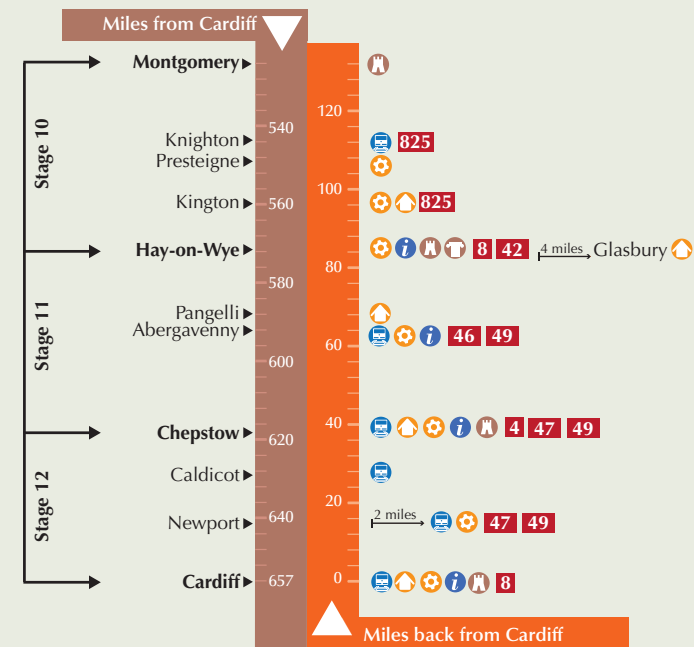 Miles from Cardiff
Montgomery
120
540
Knighton
825
Presteigne
100
Kington
560
825
Hay-on-Wye
i
8
42
4 miles
Glasbury
80
580
Pangelli
Abergavenny
i
46
49
60
600
Chepstow
40
i
4
47
49
620
Caldicot
20
Newport
640
2 miles
47
49
Cardiff
657
0
i
8
Miles back from Cardiff
Stage 10
Stage 11
Stage 12